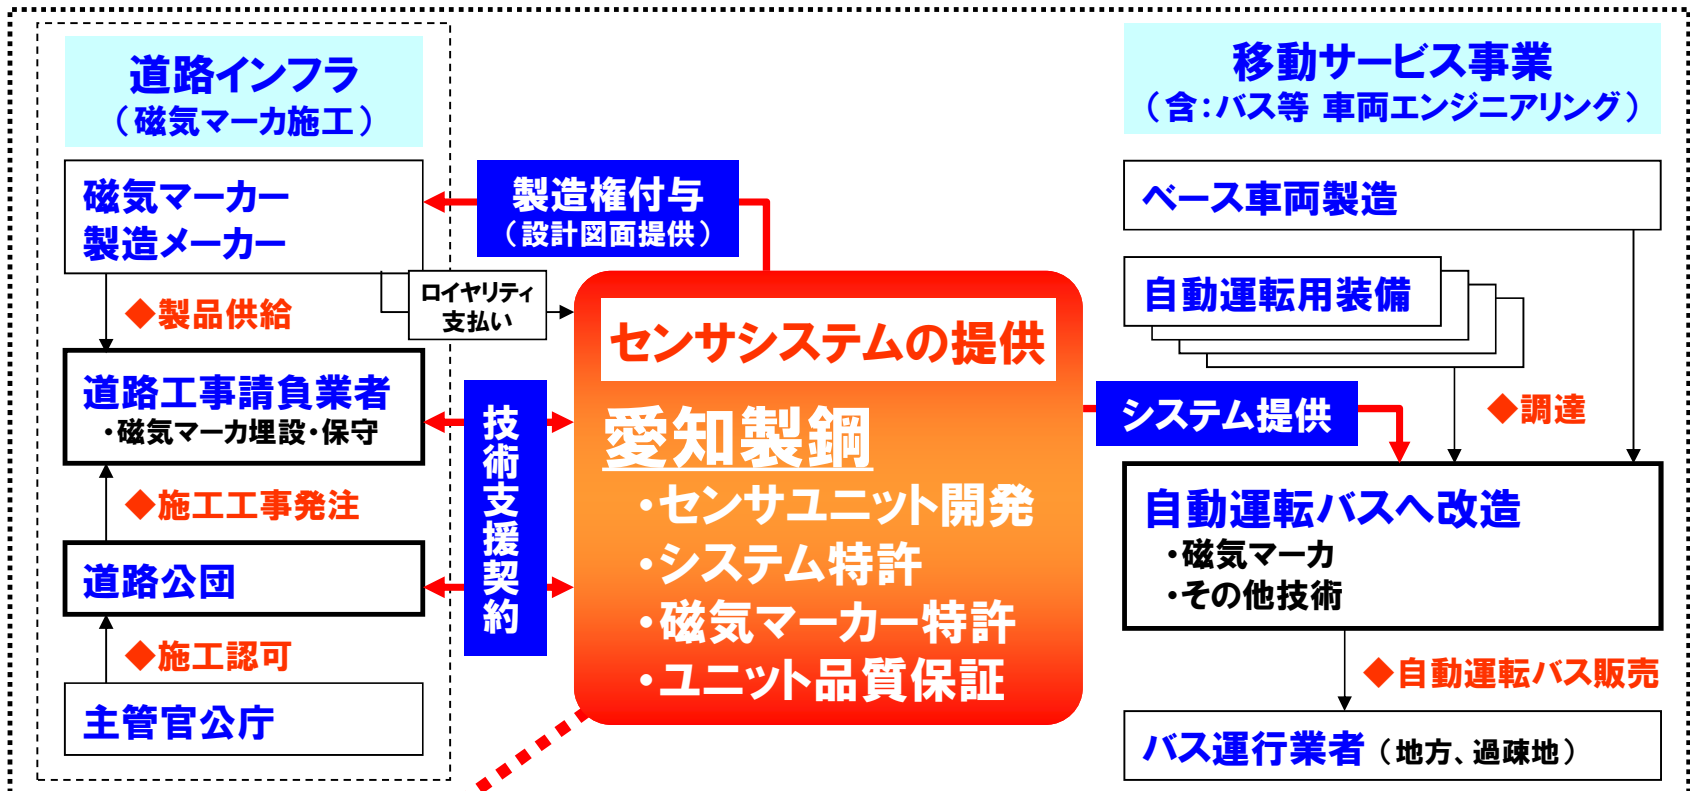 道路インフラ
（磁気マーカ施工）
磁気マーカー
製造メーカー
◆製品供給
道路工事請負業者
・磁気マーカ埋設・保守
◆施工工事発注
道路公団
◆施工認可
主管官公庁
製造権付与
（設計図面提供）
ロイヤリティ
支払い
技術支援契約
センサシステムの提供
愛知製鋼
・センサユニット開発
・システム特許
・磁気マーカー特許
・ユニット品質保証
システム提供
移動サービス事業
（含：バス等 車両エンジニアリング）
ベース車両製造
自動運転用装備
◆調達
自動運転バスへ改造
・磁気マーカ
・その他技術
◆自動運転バス販売
バス運行業者（地方、過疎地）